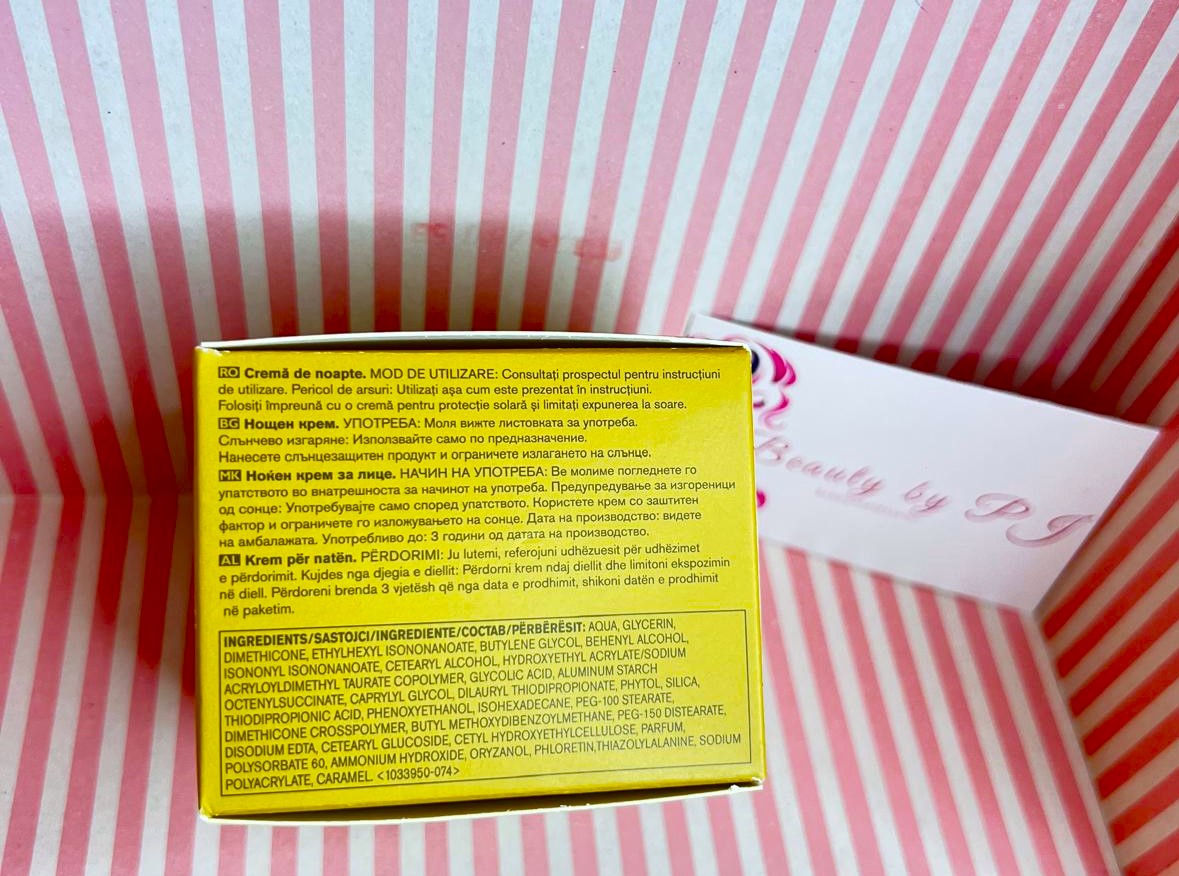 RO Cremă de noapte. MOD DE UTILIZARE: Consultați prospectul pentru instrucțiuni
de utilizare. Pericol de arsuri: Utilizați așa cum este prezentat în instrucțiuni.
Folosiți împreună cu o cremă pentru protecție solară și limitați expunerea la soare.
BG Нощен крем. УПОТРЕБА: Моля вижте листовката за употреба.
Слънчево изгаряне: Използвайте само по предназначение.
Нанесете слънцезащитен продукт и ограничете излагането на слънце.
MK Ноќен крем за лице. НАЧИН НА УПОТРЕБА: Ве молиме погледнете го
упатството во внатрешноста за начинот на употреба. Предупредување за изгореници
од сонце: Употребувајте само според упатството. Користете крем со заштитен
фактор и ограничете го изложувањето на сонце. Дата на производство: видете
на амбалажата. Употребливо до: 3 години од датата на производство.
AL Krem për natën. PËRDORIMI: Ju lutemi, referojuni udhëzuesit për udhëzimet
e përdorimit. Kujdes nga djegia e diellit: Përdorni krem ndaj diellit dhe limitoni ekspozimin
në diell. Përdoreni brenda 3 vjetësh që nga data e prodhimit, shikoni datën e prodhimit
në paketim.
INGREDIENTS/SASTOJCI/INGREDIENTE/СОСТАВ/PËRBËRËSIT: AQUA, GLYCERIN,
DIMETHICONE, ETHYLHEXYL ISONONANOATE, BUTYLENE GLYCOL, BEHENYL ALCOHOL,
ISONONYL ISONONANOATE, CETEARYL ALCOHOL, HYDROXYETHYL ACRYLATE/SODIUM
ACRYLOYLDIMETHYL TAURATE COPOLYMER, GLYCOLIC ACID, ALUMINUM STARCH
OCTENYLSUCCINATE, CAPRYLYL GLYCOL, DILAURYL THIODIPROPIONATE, PHYTOL, SILICA,
THIODIPROPIONIC ACID, PHENOXYETHANOL, ISOHEXADECANE, PEG-100 STEARATE,
DIMETHICONE CROSSPOLYMER, BUTYL METHOXYDIBENZOYLMETHANE, PEG-150 DISTEARATE,
DISODIUM EDTA, CETEARYL GLUCOSIDE, CETYL HYDROXYETHYLCELLULOSE, PARFUM,
POLYSORBATE 60, AMMONIUM HYDROXIDE, ORYZANOL, PHLORETIN,THIAZOLYLALANINE, SODIUM
POLYACRYLATE, CARAMEL. <1033950-074>
Beauty by PJ